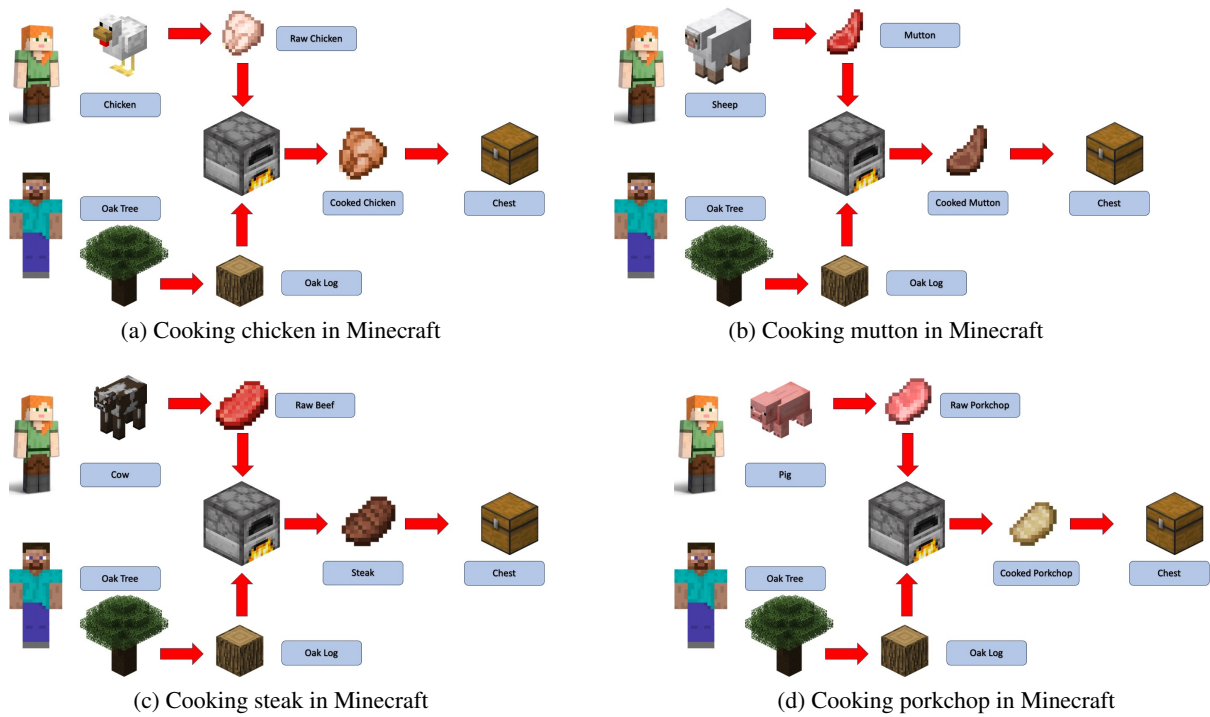 Raw Chicken
Chicken
Cooked Chicken
Chest
Oak Tree
Oak Log
(a) Cooking chicken in Minecraft
Mutton
Sheep
Cooked Mutton
Chest
Oak Tree
Oak Log
(b) Cooking mutton in Minecraft
Raw Beef
Cow
Steak
Chest
Oak Tree
Oak Log
(c) Cooking steak in Minecraft
Raw Porkchop
Pig
Cooked Porkchop
Chest
Oak Tree
Oak Log
(d) Cooking porkchop in Minecraft